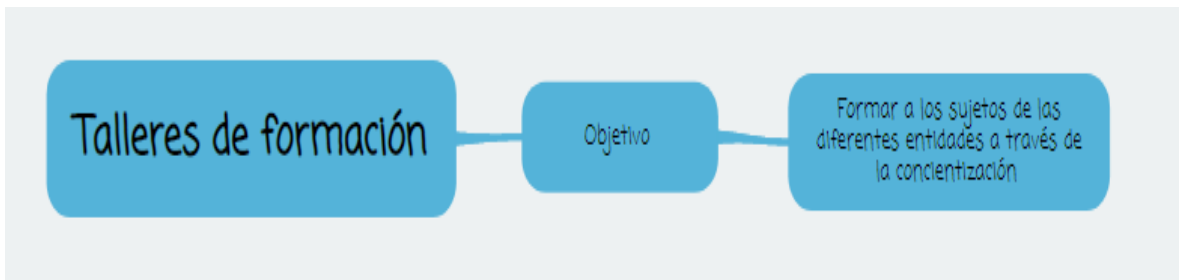 Talleres de formación
Objetivo
Formar a los sujetos de las
diferentes entidades a través de
la concientización